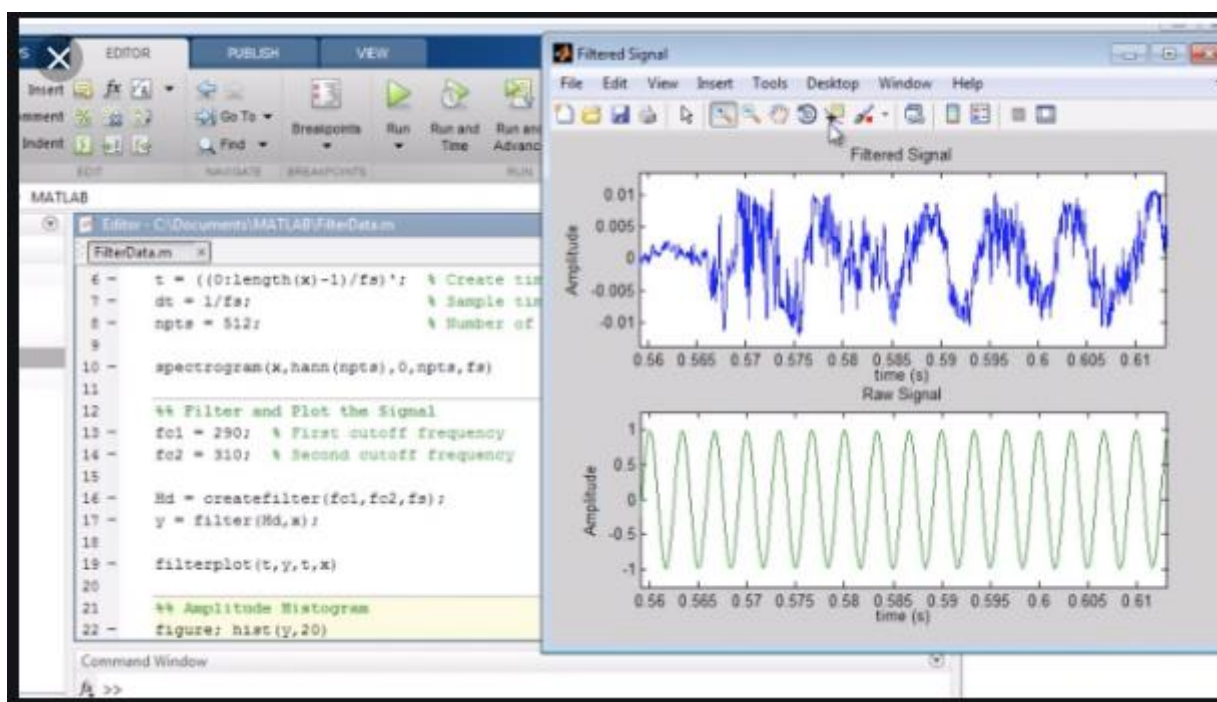 EDITOR PUBLISH VIEW
Insert fx
Go To
Breakpoints Run Run and Time
Indent Find
EDIT NAVIGATE BREAKPOINTS RUN
MATLAB
Editor - C:\Documents\MATLAB\FilterData.m
FilterData.m
6 t = ((0:length(x)-1)/fs)'; % Create
7 dt = 1/fs; % Sample
8 npts = 512; % Number of
9
10 spectrogram(x,hann(npts),0,npts,fs)
11
12 %% Filter and Plot the Signal
13 fc1 = 290; % First cutoff frequency
14 fc2 = 310; % Second cutoff frequency
15
16 Hd = createfilter(fc1,fc2,fs);
17 y = filter(Hd,x);
18
19 filterplot(t,y,t,x)
20
21 %% Amplitude Histogram
22 figure; hist(y,20)
Command Window
fx >>
Filtered Signal
File Edit View Insert Tools Desktop Window Help
Filtered Signal
Amplitude
0.01
0.005
0
-0.005
-0.01
0.56 0.565 0.57 0.575 0.58 0.585 0.59 0.595 0.6 0.605 0.61
time (s)
Raw Signal
Amplitude
1
0.5
0
-0.5
-1
0.56 0.565 0.57 0.575 0.58 0.585 0.59 0.595 0.6 0.605 0.61
time (s)